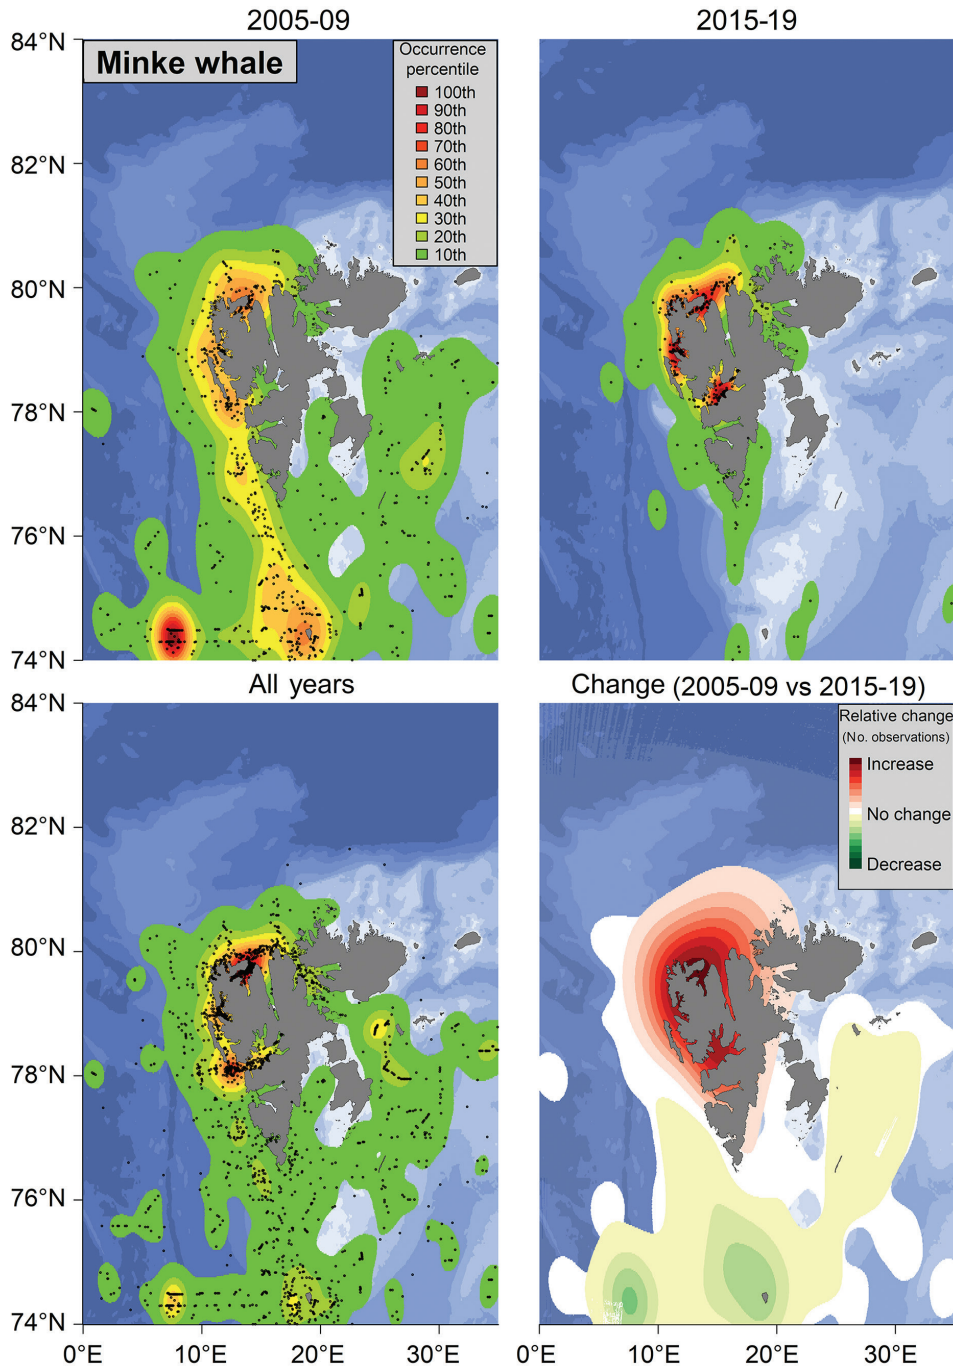 2005-09
2015-19
Minke whale
Occurrence
percentile
100th
90th
80th
70th
60th
50th
40th
30th
20th
10th
84°N
82°N
80°N
78°N
76°N
74°N
All years
Change (2005-09 vs 2015-19)
Relative change
(No. observations)
Increase
No change
Decrease
84°N
82°N
80°N
78°N
76°N
74°N
0°E
10°E
20°E
30°E
0°E
10°E
20°E
30°E